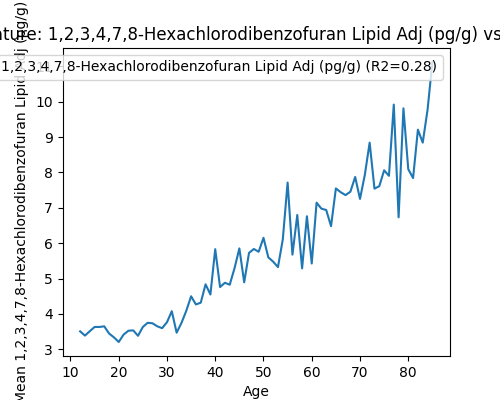 ature: 1,2,3,4,7,8-Hexachlorodibenzofuran Lipid Adj (pg/g) vs
1,2,3,4,7,8-Hexachlorodibenzofuran Lipid Adj (pg/g) (R2=0.28)
Mean 1,2,3,4,7,8-Hexachlorodibenzofuran Lipid Adj (pg/g)
10
9
8
7
6
5
4
3
10 20 30 40 50 60 70 80
Age